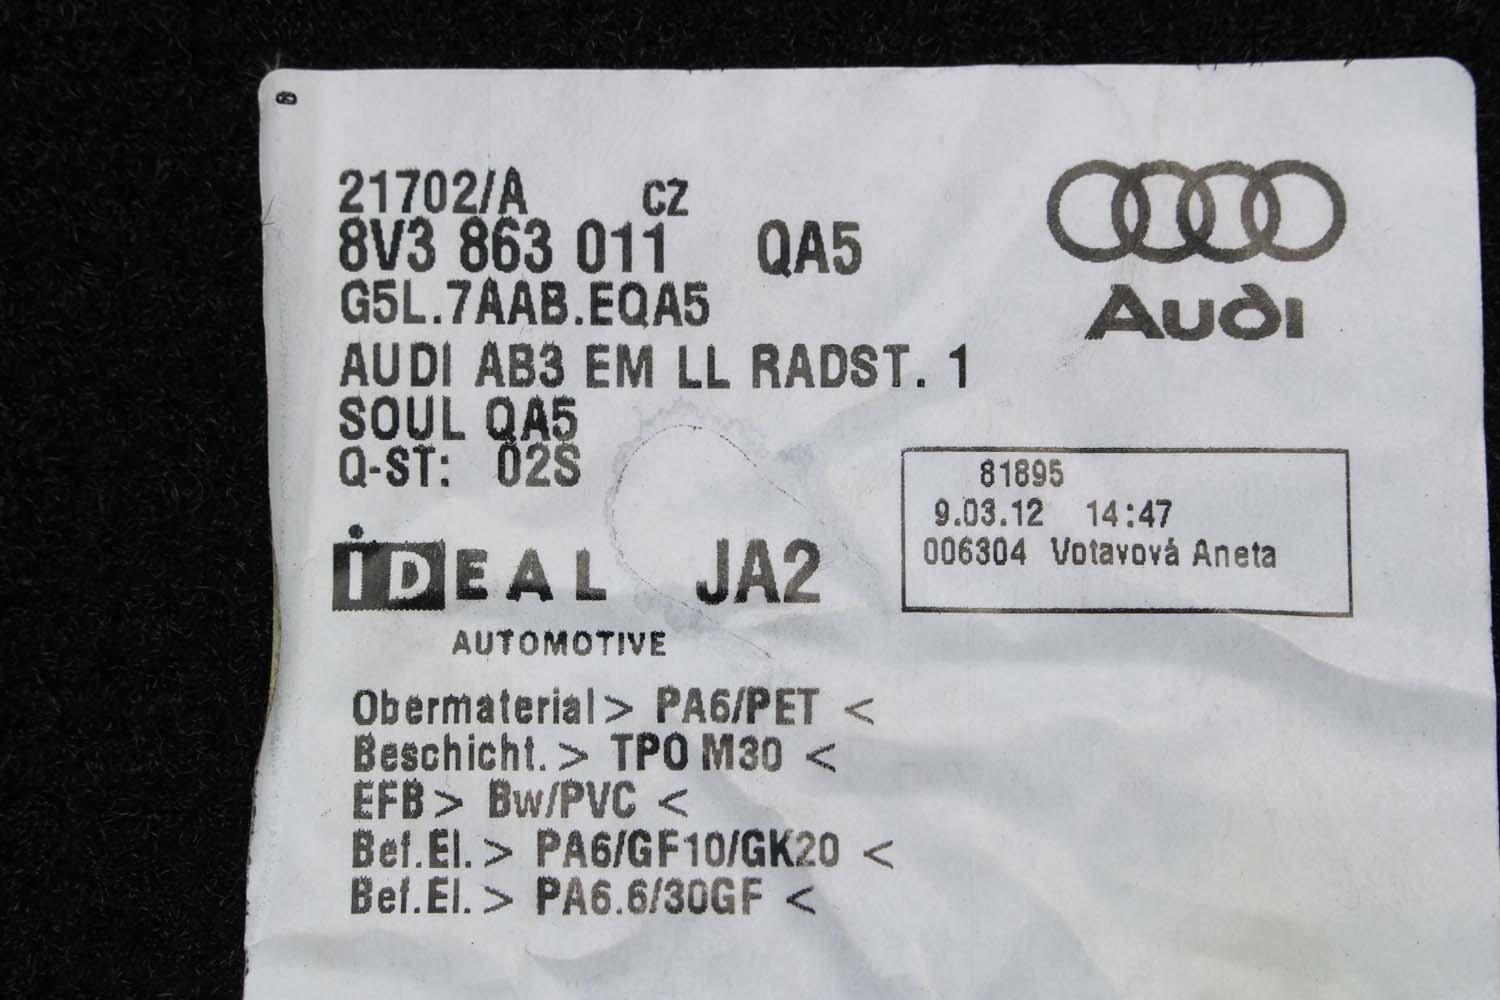 21702/A CZ
8V3 863 011 QA5
G5L.7AAB.EQA5
AUDI AB3 EM LL RADST. 1
SOUL QA5
Q-ST: 02S
Audi
81895
9.03.12 14:47
006304 Votavová Aneta
iDEAL JA2
AUTOMOTIVE
Obermaterial> PA6/PET <
Beschicht.> TPO M30 <
EFB> Bw/PVC <
Bef.El.> PA6/GF10/GK20 <
Bef.El.> PA6.6/30GF <